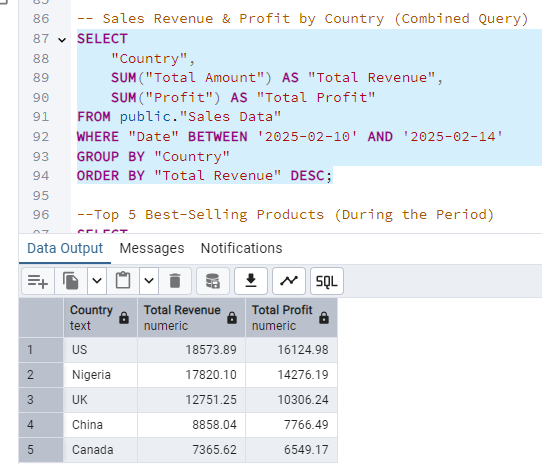 85
86 -- Sales Revenue & Profit by Country (Combined Query)
87 SELECT
88 "Country",
89 SUM("Total Amount") AS "Total Revenue",
90 SUM("Profit") AS "Total Profit"
91 FROM public."Sales Data"
92 WHERE "Date" BETWEEN '2025-02-10' AND '2025-02-14'
93 GROUP BY "Country"
94 ORDER BY "Total Revenue" DESC;
95
96 --Top 5 Best-Selling Products (During the Period)
97 SELECT
Data Output Messages Notifications
SQL
Country Total Revenue Total Profit
text numeric numeric
1 US 18573.89 16124.98
2 Nigeria 17820.10 14276.19
3 UK 12751.25 10306.24
4 China 8858.04 7766.49
5 Canada 7365.62 6549.17